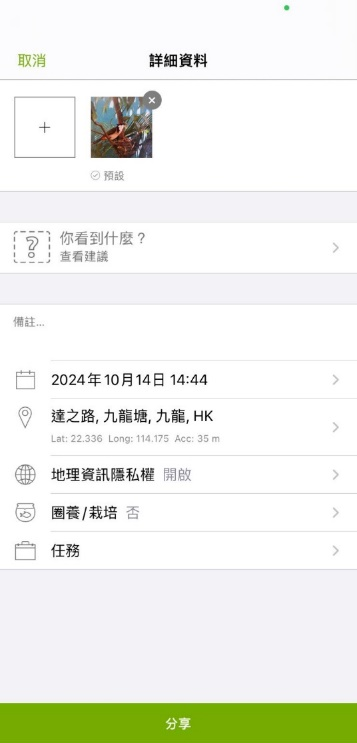 取消 詳細資料
預設
你看到什麼？
查看建議
備註...
2024年10月14日 14:44
達之路, 九龍塘, 九龍, HK
Lat: 22.336 Long: 114.175 Acc: 35 m
地理資訊隱私權 開啟
圈養/栽培 否
任務
分享